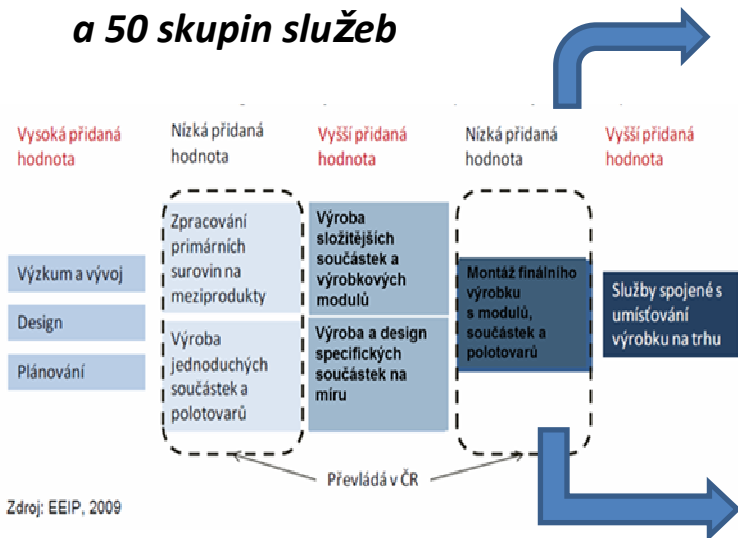 a 50 skupin služeb
Vysoká přidaná
hodnota
Nízká přidaná
hodnota
Vyšší přidaná
hodnota
Nízká přidaná
hodnota
Vyšší přidaná
hodnota
Výzkum a vývoj
Design
Plánování
Zpracování
primárních
surovin na
meziprodukty
Výroba
jednoduchých
součástek a
polotovarů
Výroba
složitějších
součástek a
výrobkových
modulů
Výroba a design
specifických
součástek na
míru
Montáž finálního
výrobku
s modulů,
součástek a
polotovarů
Služby spojené s
umísťování
výrobku na trhu
Převládá v ČR
Zdroj: EEIP, 2009